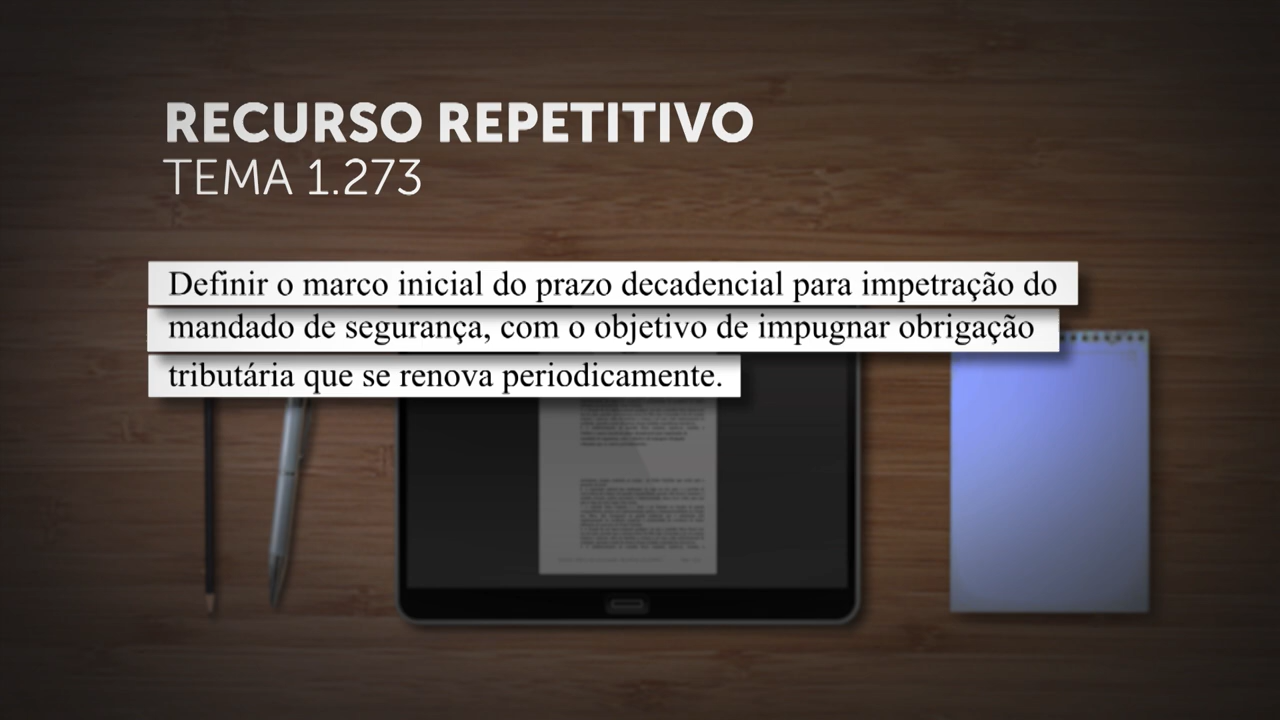 RECURSO REPETITIVO
TEMA 1.273
Definir o marco inicial do prazo decadencial para impetração do
mandado de segurança, com o objetivo de impugnar obrigação
tributária que se renova periodicamente.